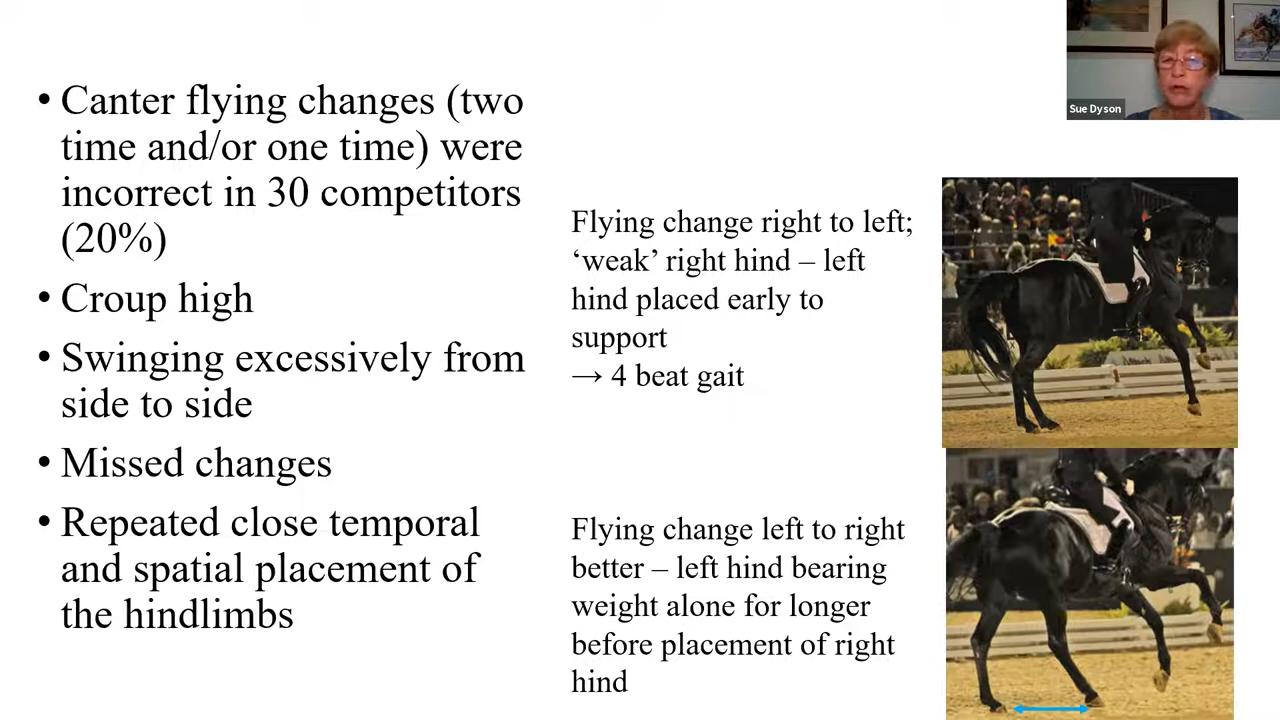 • Canter flying changes (two
time and/or one time) were
incorrect in 30 competitors
(20%)
• Croup high
• Swinging excessively from
side to side
• Missed changes
• Repeated close temporal
and spatial placement of
the hindlimbs
Flying change right to left;
‘weak’ right hind – left
hind placed early to
support
→ 4 beat gait
Flying change left to right
better – left hind bearing
weight alone for longer
before placement of right
hind
Sue Dyson